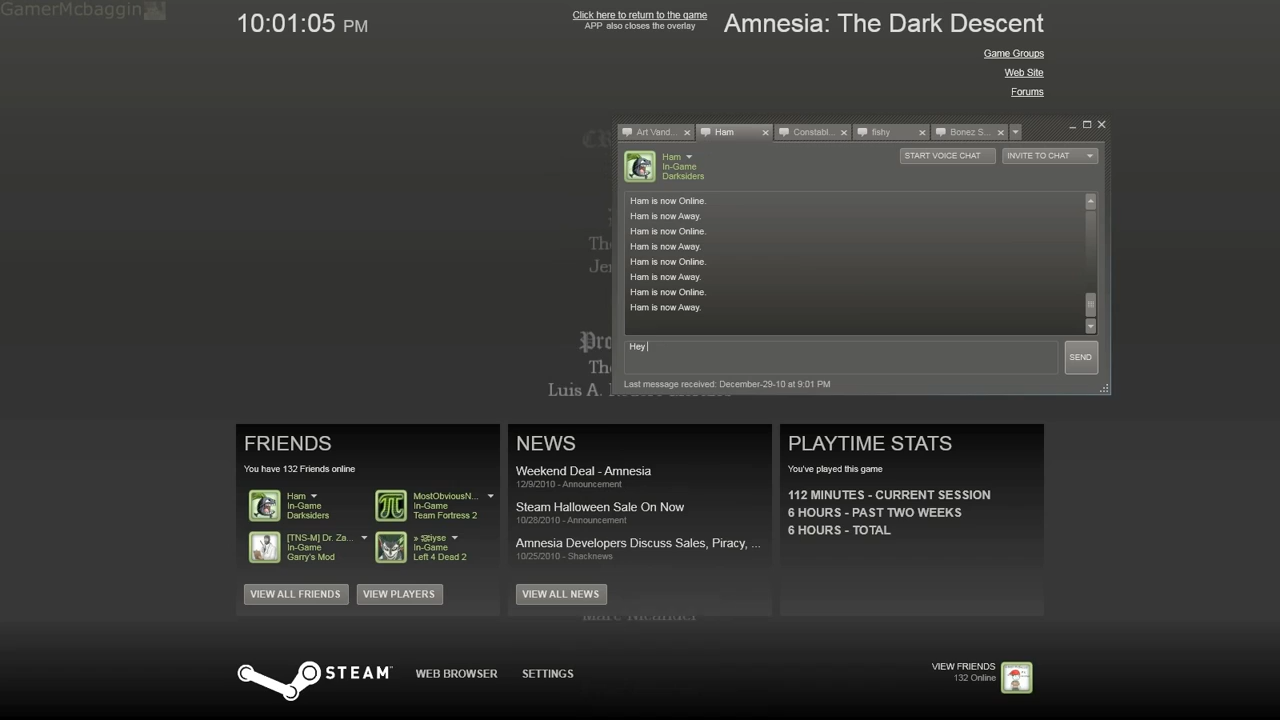 GamerMcbaggin
10:01:05 PM
Click here to return to the game
APP also closes the overlay
Amnesia: The Dark Descent
Game Groups
Web Site
Forums
Art Vand...
Ham
Constabl...
fishy
Bonez S...
Ham
In-Game
Darksiders
START VOICE CHAT
INVITE TO CHAT
Ham is now Online.
Ham is now Away.
Ham is now Online.
Ham is now Away.
Ham is now Online.
Ham is now Away.
Ham is now Online.
Ham is now Away.
Hey
SEND
Last message received: December-29-10 at 9:01 PM
Luis A.
FRIENDS
You have 132 Friends online
Ham
In-Game
Darksiders
MostObviousN...
In-Game
Team Fortress 2
[TNS-M] Dr. Za...
In-Game
Garry's Mod
In-Game
Left 4 Dead 2
VIEW ALL FRIENDS
VIEW PLAYERS
NEWS
Weekend Deal - Amnesia
12/9/2010 - Announcement
Steam Halloween Sale On Now
10/28/2010 - Announcement
Amnesia Developers Discuss Sales, Piracy, ...
10/25/2010 - Shacknews
VIEW ALL NEWS
PLAYTIME STATS
You've played this game
112 MINUTES - CURRENT SESSION
6 HOURS - PAST TWO WEEKS
6 HOURS - TOTAL
STEAM
WEB BROWSER
SETTINGS
VIEW FRIENDS
132 Online